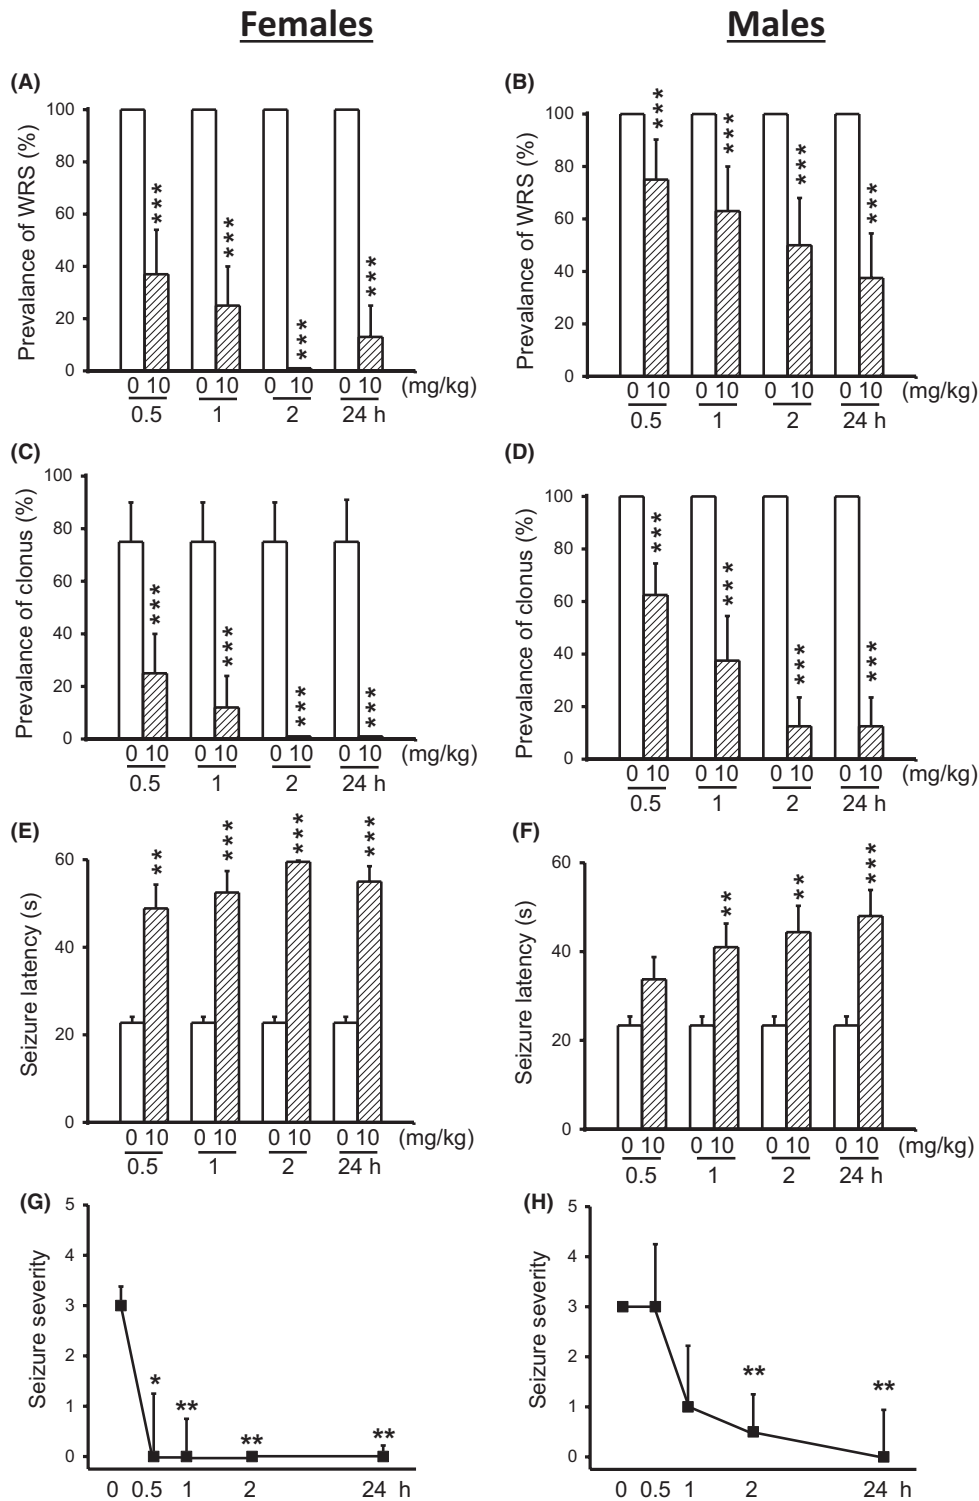 Females
Males
(A)
Prevalance of WRS (%)
100
80
60
40
20
0
***
***
***
***
0 10 0 10 0 10 0 10 (mg/kg)
0.5 1 2 24 h
(B)
Prevalance of WRS (%)
100
80
60
40
20
0
***
***
***
***
0 10 0 10 0 10 0 10 (mg/kg)
0.5 1 2 24 h
(C)
Prevalance of clonus (%)
100
80
60
40
20
0
***
***
***
***
0 10 0 10 0 10 0 10 (mg/kg)
0.5 1 2 24 h
(D)
Prevalance of clonus (%)
100
80
60
40
20
0
***
***
***
***
0 10 0 10 0 10 0 10 (mg/kg)
0.5 1 2 24 h
(E)
Seizure latency (s)
60
40
20
0
**
***
***
***
0 10 0 10 0 10 0 10 (mg/kg)
0.5 1 2 24 h
(F)
Seizure latency (s)
60
40
20
0
**
**
***
0 10 0 10 0 10 0 10 (mg/kg)
0.5 1 2 24 h
(G)
Seizure severity
5
4
3
2
1
0
*
**
**
**
0 0.5 1 2 24 h
(H)
Seizure severity
5
4
3
2
1
0
**
**
0 0.5 1 2 24 h